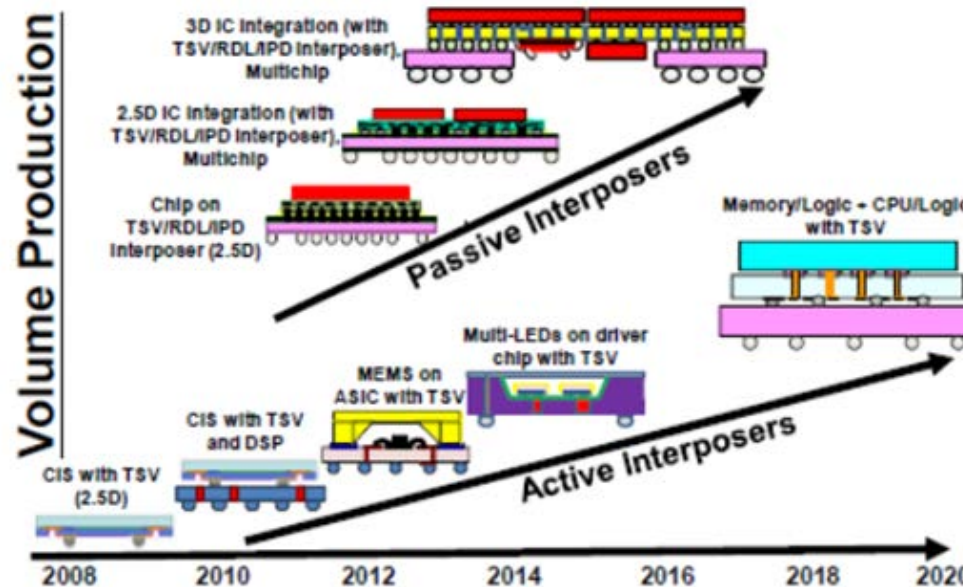 Volume Production
3D IC Integration (with
TSV/RDL/IPD Interposer),
Multichip
2.5D IC Integration (with
TSV/RDL/IPD Interposer),
Multichip
Chip on
TSV/RDL/IPD
Interposer (2.5D)
Passive Interposers
Memory/Logic + CPU/Logic
with TSV
Multi-LEDs on driver
chip with TSV
MEMS on
ASIC with TSV
CIS with TSV
and DSP
CIS with TSV
(2.5D)
Active Interposers
2008 2010 2012 2014 2016 2018 2020